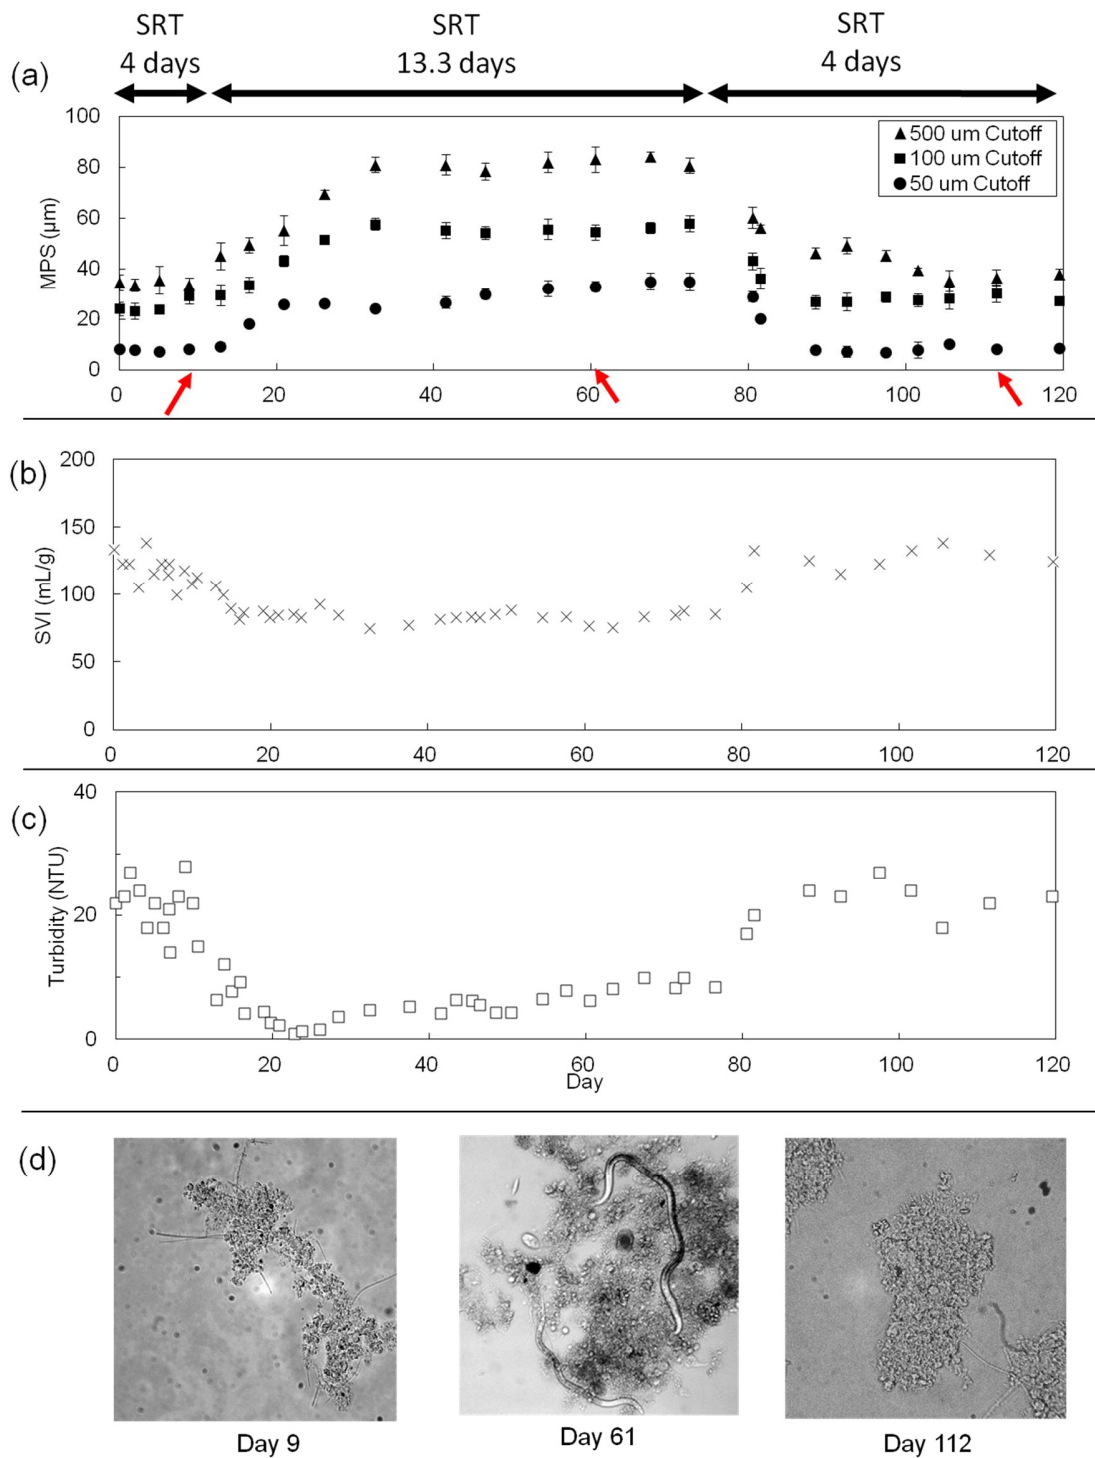 SRT
4 days
SRT
13.3 days
SRT
4 days
(a)
100
80
60
40
20
0
MPS (μm)
500 um Cutoff
100 um Cutoff
50 um Cutoff
0 20 40 60 80 100 120
(b)
200
150
100
50
0
SVI (mL/g)
0 20 40 60 80 100 120
(c)
40
20
0
Turbidity (NTU)
0 20 40 60 80 100 120
Day
(d)
Day 9
Day 61
Day 112